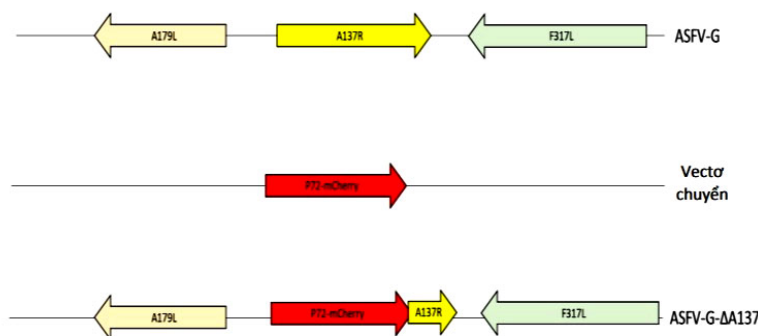 A179L A137R F317L ASFV-G
P72-mCherry Vectơ
chuyển
A179L P72-mCherry A137R F317L ASFV-G-ΔA137